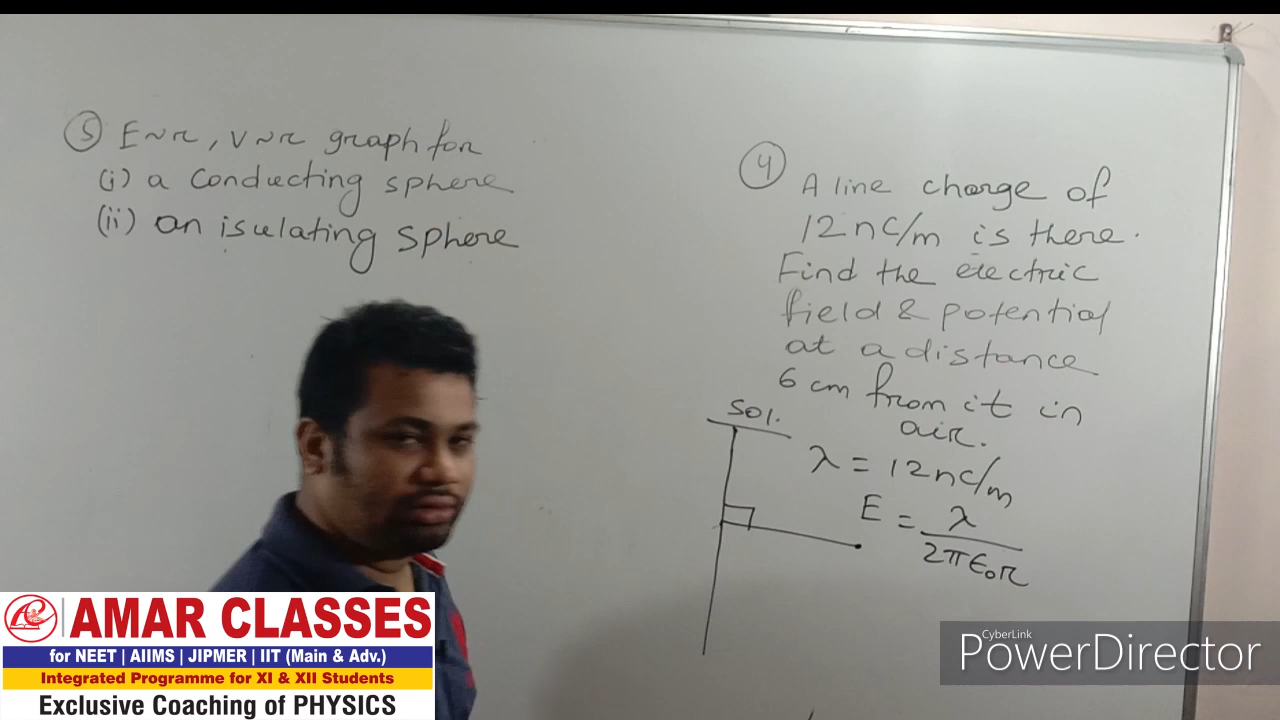 5 E~r, V~r graph for
(i) a Conducting sphere
(ii) an isulating sphere
4
A line charge of
12 nC/m is there.
Find the electric
field & potential
at a distance
6 cm from it in
air.
Sol.
λ = 12 nC/m
E = λ / 2πε₀r
AMAR CLASSES
for NEET | AIIMS | JIPMER | IIT (Main & Adv.)
Integrated Programme for XI & XII Students
Exclusive Coaching of PHYSICS
CyberLink
PowerDirector